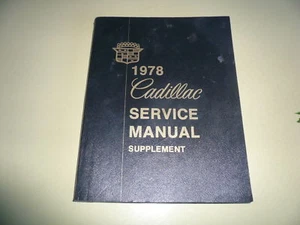 1978
Cadillac
SERVICE
MANUAL
SUPPLEMENT